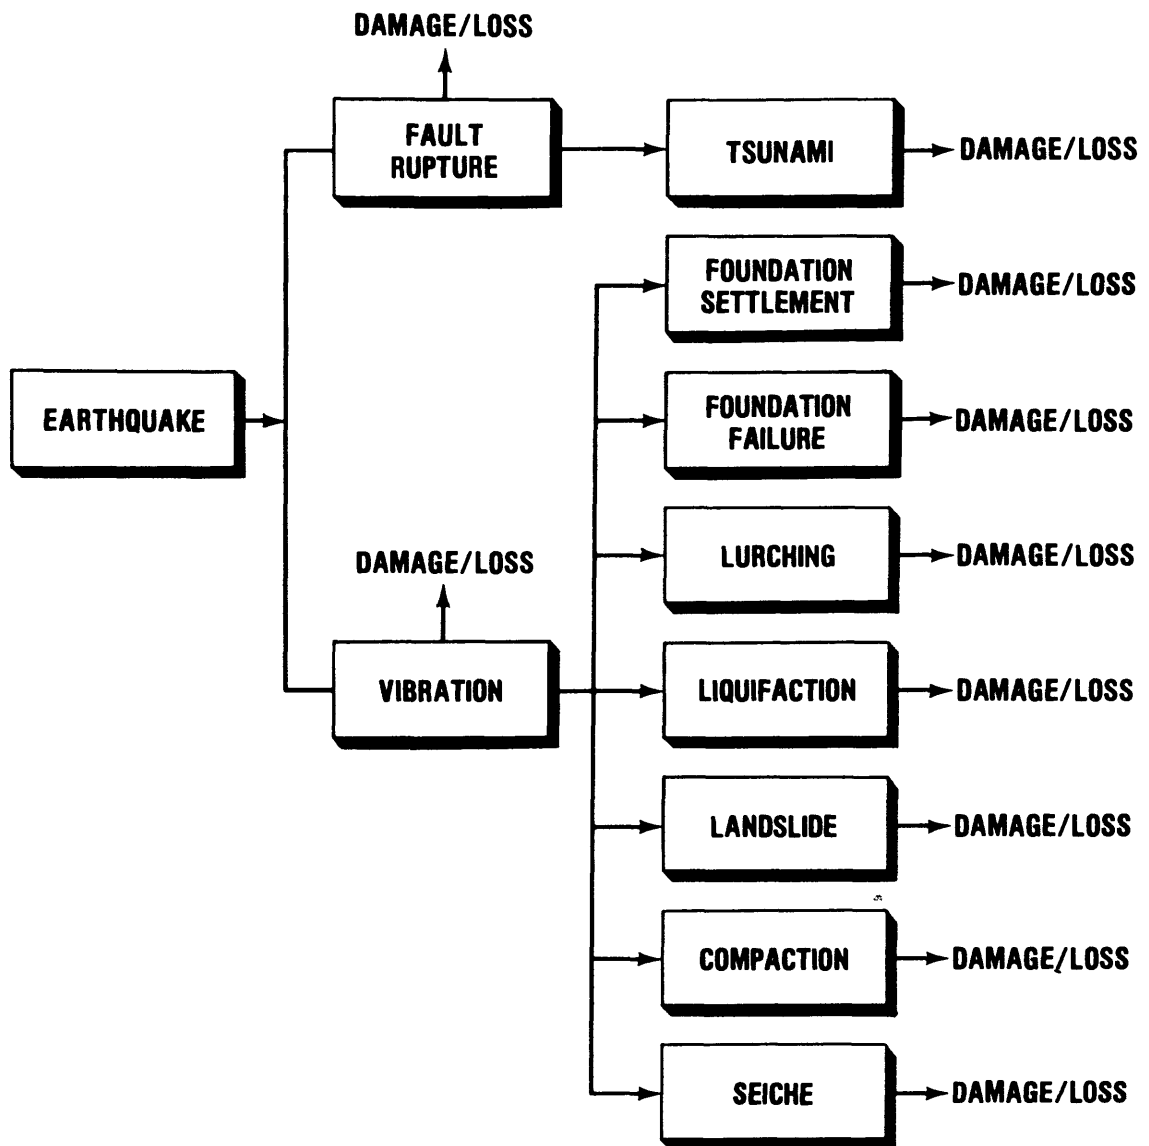 DAMAGE/LOSS
FAULT
RUPTURE
TSUNAMI
DAMAGE/LOSS
FOUNDATION
SETTLEMENT
DAMAGE/LOSS
EARTHQUAKE
FOUNDATION
FAILURE
DAMAGE/LOSS
DAMAGE/LOSS
LURCHING
DAMAGE/LOSS
VIBRATION
LIQUIFACTION
DAMAGE/LOSS
LANDSLIDE
DAMAGE/LOSS
COMPACTION
DAMAGE/LOSS
SEICHE
DAMAGE/LOSS